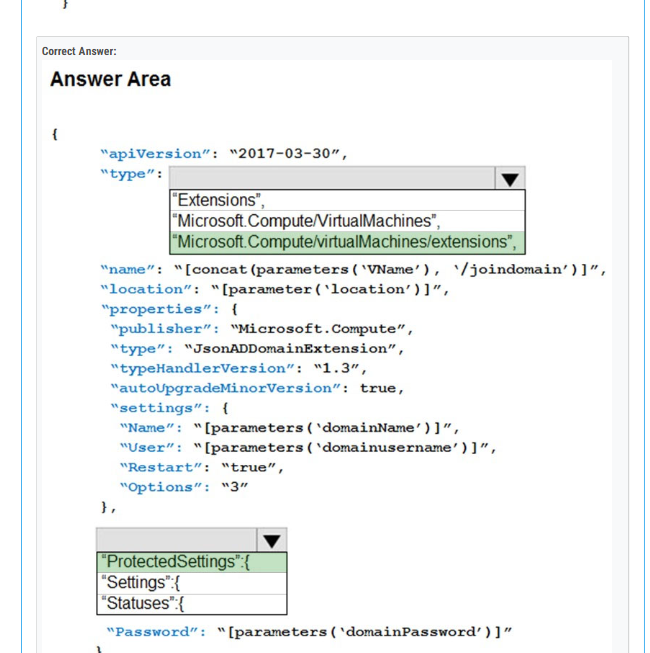 }
Correct Answer:
Answer Area
{
"apiVersion": "2017-03-30",
"type":
"Extensions",
"Microsoft.Compute/VirtualMachines",
"Microsoft.Compute/virtualMachines/extensions",
"name": "[concat(parameters('VName'), '/joindomain')]",
"location": "[parameter('location')]",
"properties": {
"publisher": "Microsoft.Compute",
"type": "JsonADDomainExtension",
"typeHandlerVersion": "1.3",
"autoUpgradeMinorVersion": true,
"settings": {
"Name": "[parameters('domainName')]",
"User": "[parameters('domainusername')]",
"Restart": "true",
"Options": "3"
},
"ProtectedSettings":{
"Settings":{
"Statuses":{
"Password": "[parameters('domainPassword')]"
}